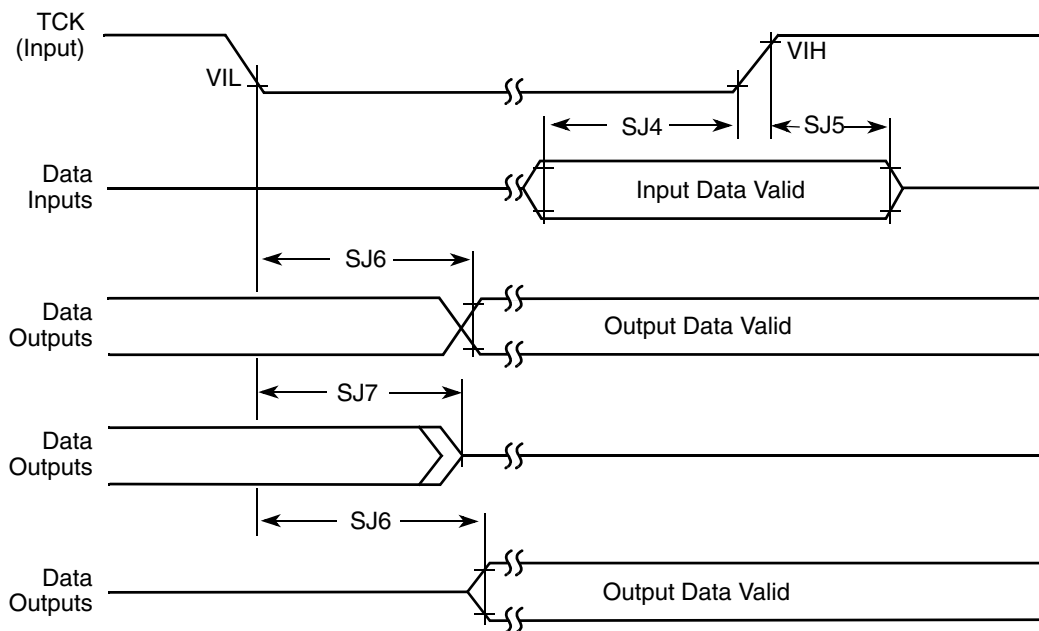 TCK
(Input)
VIL
VIH
SJ4
SJ5
Data
Inputs
Input Data Valid
SJ6
Data
Outputs
Output Data Valid
SJ7
Data
Outputs
SJ6
Data
Outputs
Output Data Valid